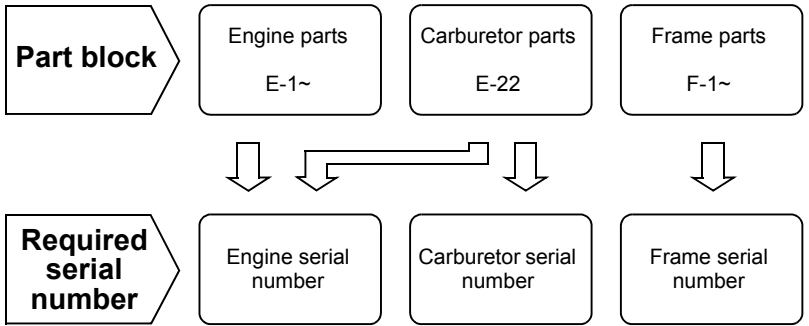 Part block
Engine parts
E-1~
Carburetor parts
E-22
Frame parts
F-1~
Required
serial
number
Engine serial
number
Carburetor serial
number
Frame serial
number